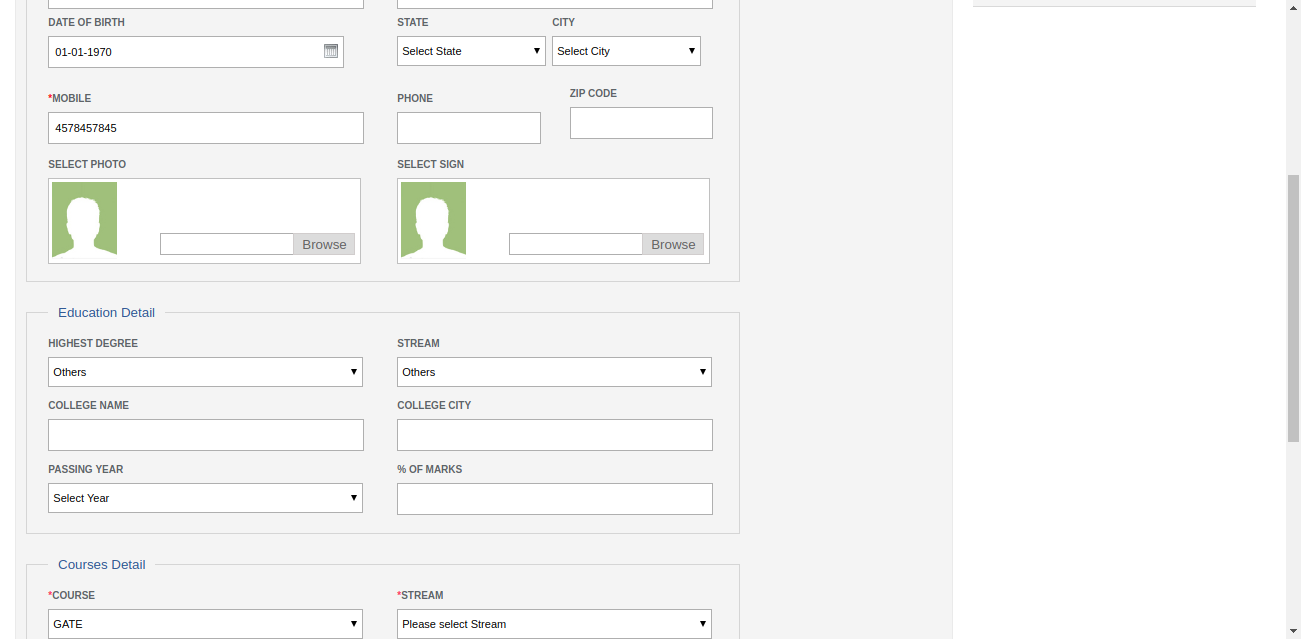 DATE OF BIRTH STATE CITY
01-01-1970 Select State Select City
*MOBILE PHONE ZIP CODE
4578457845
SELECT PHOTO SELECT SIGN
Browse Browse
Education Detail
HIGHEST DEGREE STREAM
Others Others
COLLEGE NAME COLLEGE CITY
PASSING YEAR % OF MARKS
Select Year
Courses Detail
*COURSE *STREAM
GATE Please select Stream